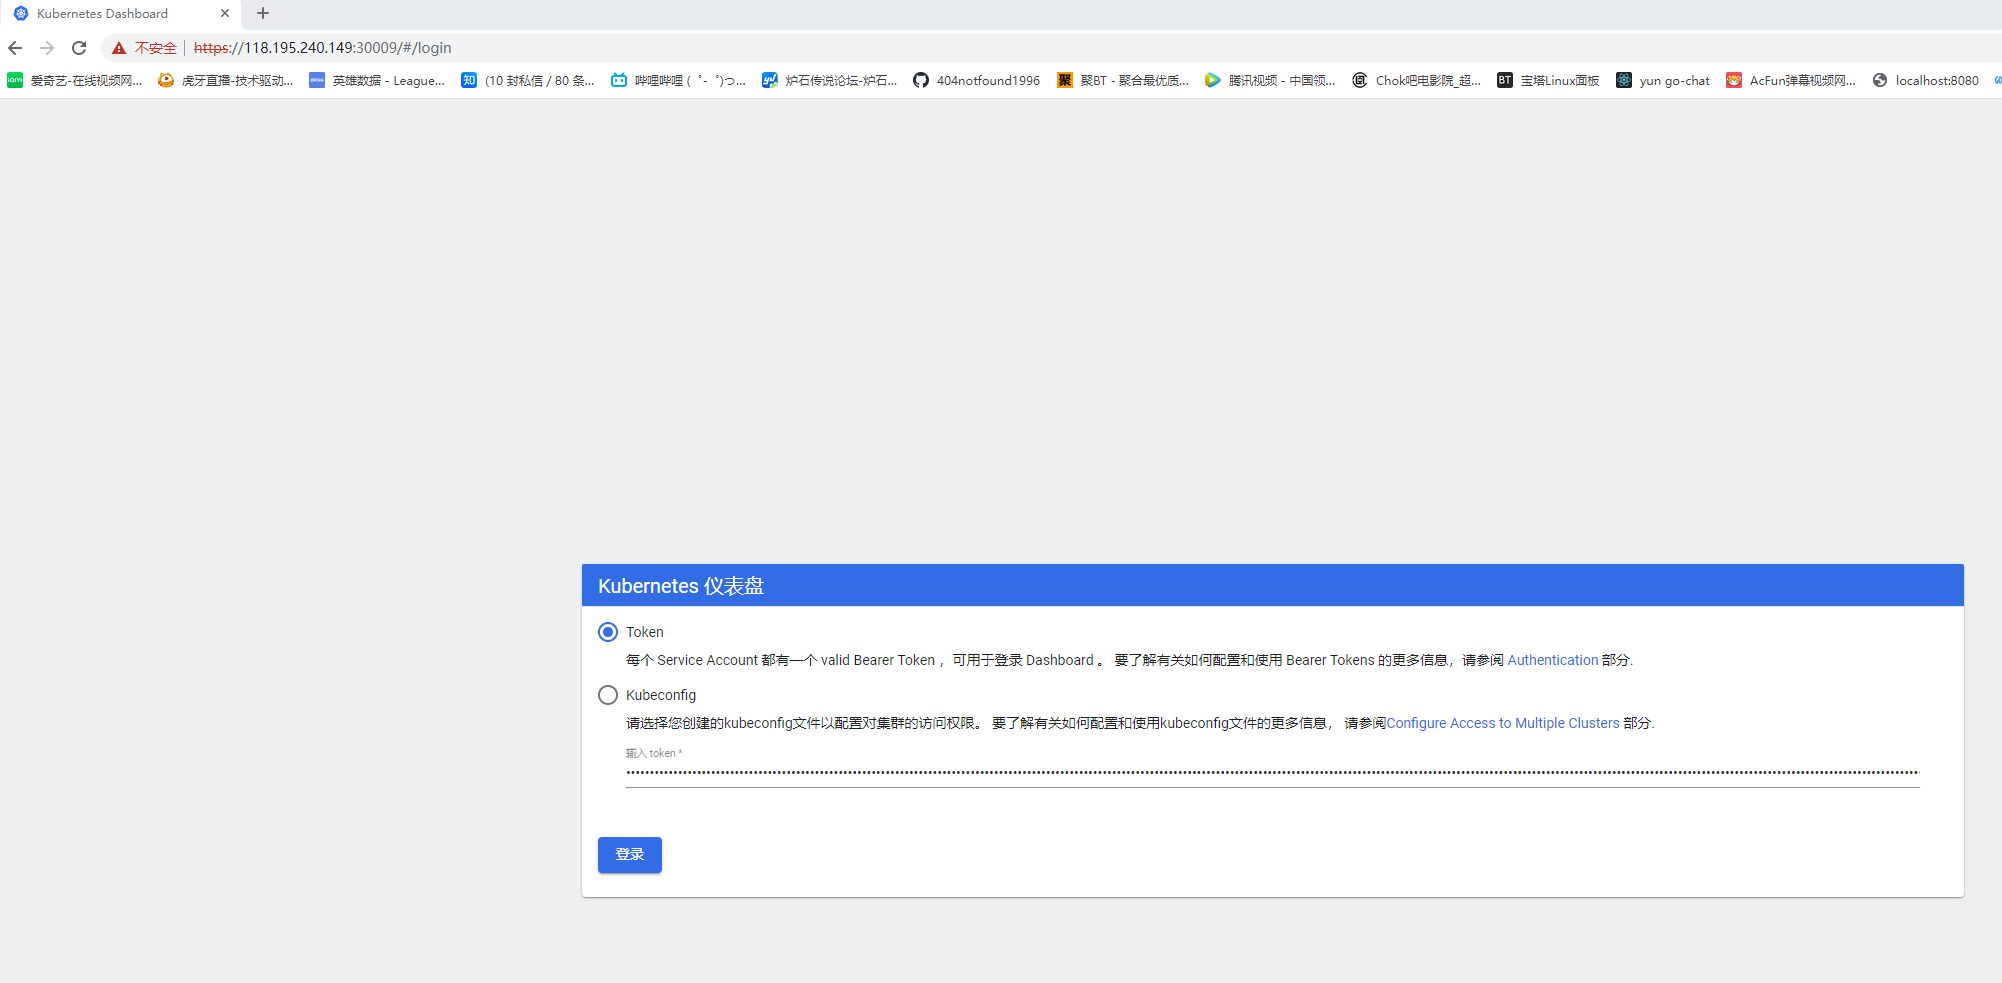 Kubernetes Dashboard
不安全 https://118.195.240.149:30009/#/login
爱奇艺-在线视频网... 虎牙直播-技术驱动... 英雄数据 - League... 知 (10 封私信 / 80 条... 哔哩哔哩 ( ゜- ゜)つ... 炉石传说论坛-炉石... 404notfound1996 聚 聚BT - 聚合最优质... 腾讯视频 - 中国领... Chok吧电影院_超... BT 宝塔Linux面板 yun go-chat AcFun弹幕视频网... localhost:8080
Kubernetes 仪表盘
Token
每个 Service Account 都有一个 valid Bearer Token ，可用于登录 Dashboard 。 要了解有关如何配置和使用 Bearer Tokens 的更多信息，请参阅 Authentication 部分.
Kubeconfig
请选择您创建的kubeconfig文件以配置对集群的访问权限。 要了解有关如何配置和使用kubeconfig文件的更多信息， 请参阅Configure Access to Multiple Clusters 部分.
输入 token *
登录